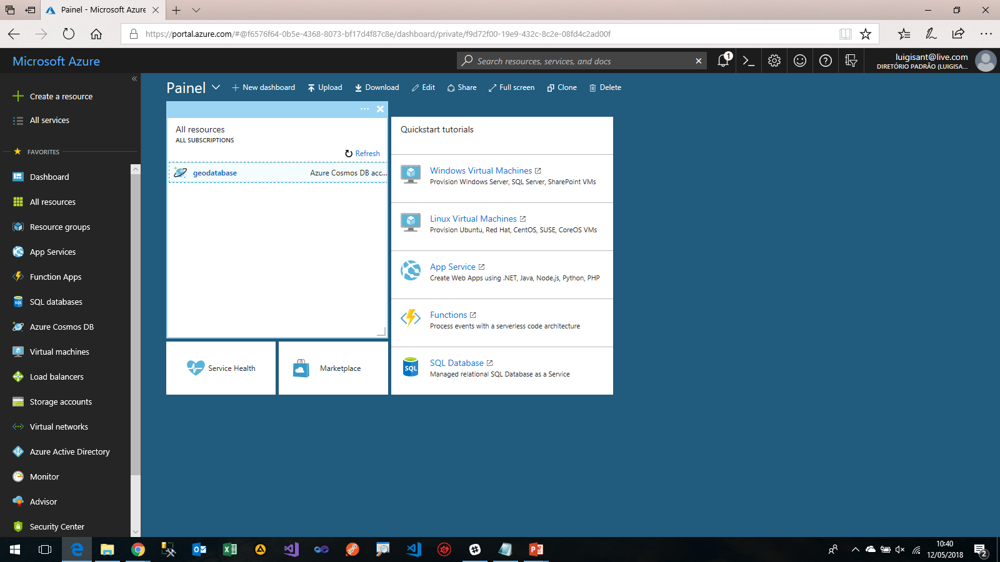 Painel - Microsoft Azure
https://portal.azure.com/#@f6576f64-0b5e-4368-8073-bf17d4f87c8e/dashboard/private/f9d72f00-19e9-432c-8c2e-08fd4c2ad00f
Microsoft Azure
Search resources, services, and docs
1
luigisant@live.com
DIRETÓRIO PADRÃO (LUIGISA...
Create a resource
All services
FAVORITES
Dashboard
All resources
Resource groups
App Services
Function Apps
SQL databases
Azure Cosmos DB
Virtual machines
Load balancers
Storage accounts
Virtual networks
Azure Active Directory
Monitor
Advisor
Security Center
Painel
New dashboard
Upload
Download
Edit
Share
Full screen
Clone
Delete
All resources
ALL SUBSCRIPTIONS
Refresh
geodatabase Azure Cosmos DB acc...
Service Health
Marketplace
Quickstart tutorials
Windows Virtual Machines
Provision Windows Server, SQL Server, SharePoint VMs
Linux Virtual Machines
Provision Ubuntu, Red Hat, CentOS, SUSE, CoreOS VMs
App Service
Create Web Apps using .NET, Java, Node.js, Python, PHP
Functions
Process events with a serverless code architecture
SQL
SQL Database
Managed relational SQL Database as a Service
10:40
12/05/2018
2